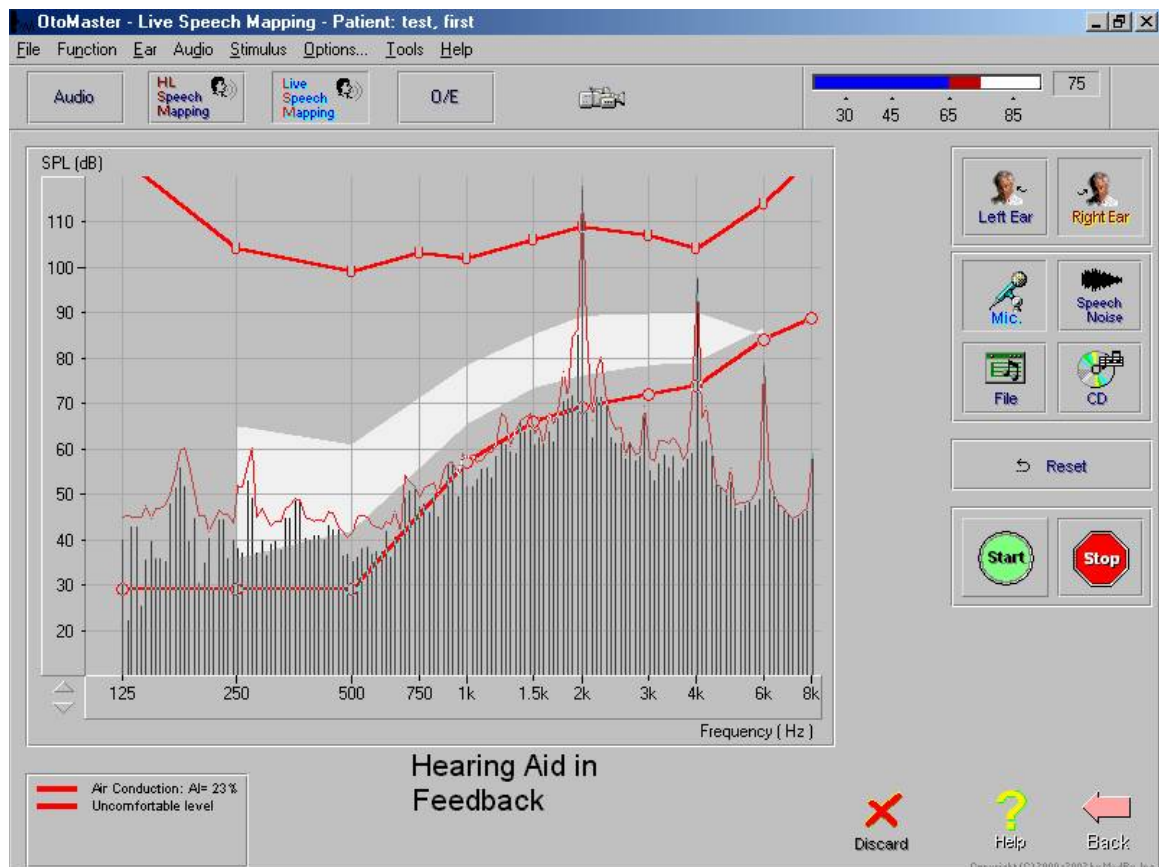 OtoMaster - Live Speech Mapping - Patient: test, first
File Function Ear Audio Stimulus Options... Tools Help
Audio
HL
Speech
Mapping
Live
Speech
Mapping
O/E
75
30 45 65 85
SPL (dB)
110
100
90
80
70
60
50
40
30
20
125 250 500 750 1k 1.5k 2k 3k 4k 6k 8k
Frequency ( Hz )
Left Ear
Right Ear
Mic.
Speech
Noise
File
CD
Reset
Start
Stop
Hearing Aid in
Feedback
Air Conduction: AI= 23%
Uncomfortable level
Discard
Help
Back